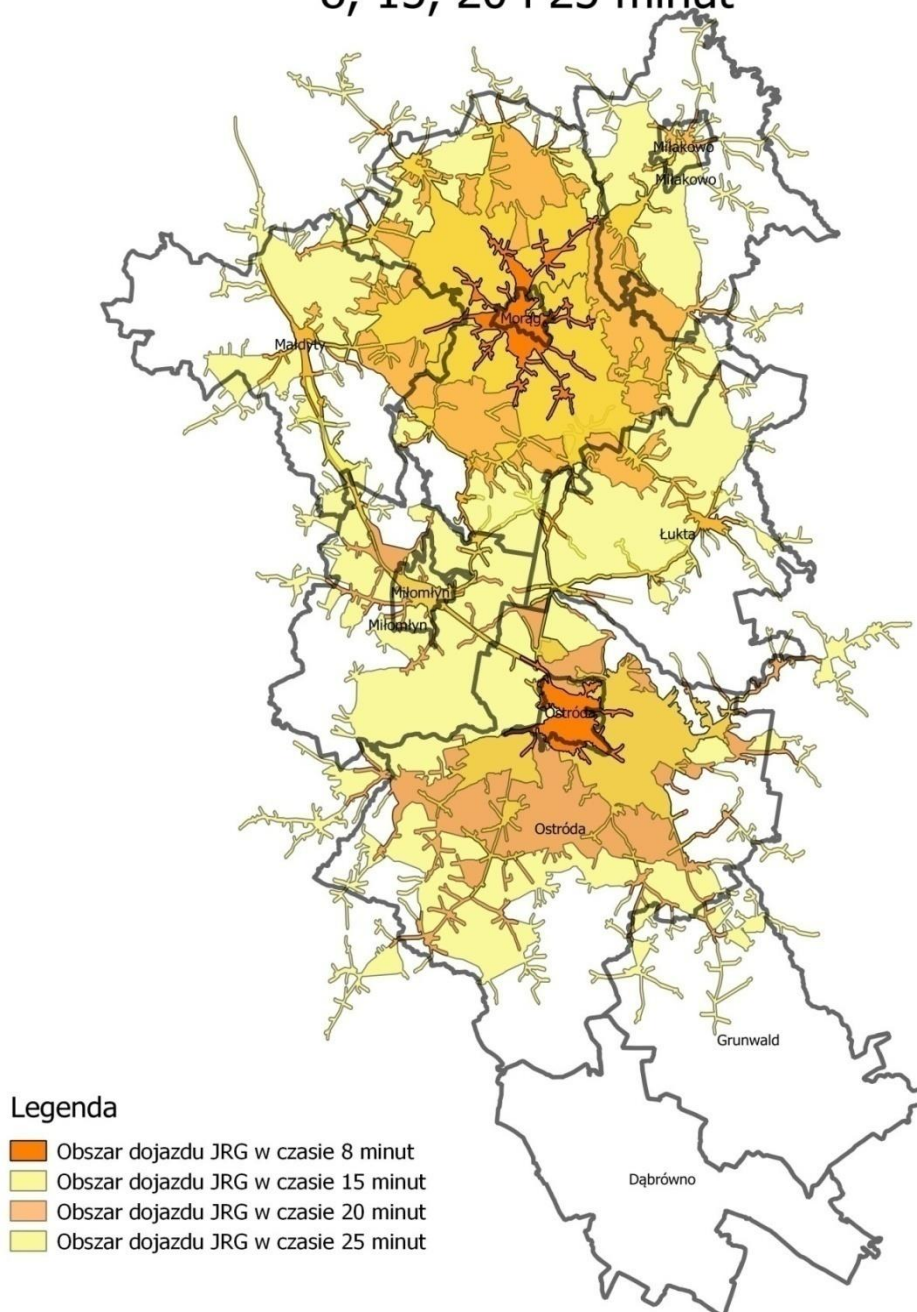 8, 15, 20 i 25 minut
Miłakowo
Miłakowo
Morąg
Małdyty
Łukta
Miłomłyn
Miłomłyn
Ostróda
Ostróda
Grunwald
Dąbrówno
Legenda
Obszar dojazdu JRG w czasie 8 minut
Obszar dojazdu JRG w czasie 15 minut
Obszar dojazdu JRG w czasie 20 minut
Obszar dojazdu JRG w czasie 25 minut